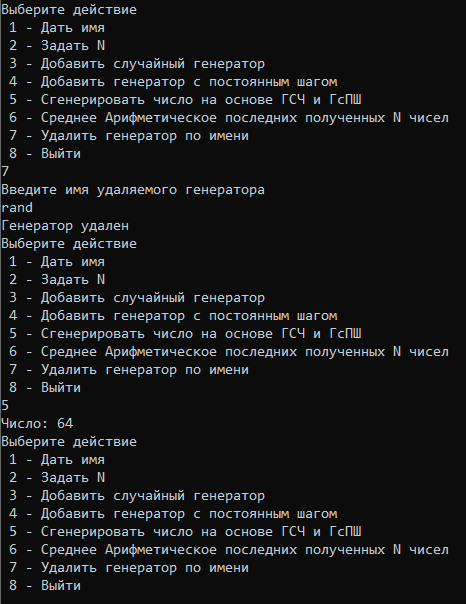 Выберите действие
1 - Дать имя
2 - Задать N
3 - Добавить случайный генератор
4 - Добавить генератор с постоянным шагом
5 - Сгенерировать число на основе ГСЧ и ГсПШ
6 - Среднее Арифметическое последних полученных N чисел
7 - Удалить генератор по имени
8 - Выйти
7
Введите имя удаляемого генератора
rand
Генератор удален
Выберите действие
1 - Дать имя
2 - Задать N
3 - Добавить случайный генератор
4 - Добавить генератор с постоянным шагом
5 - Сгенерировать число на основе ГСЧ и ГсПШ
6 - Среднее Арифметическое последних полученных N чисел
7 - Удалить генератор по имени
8 - Выйти
5
Число: 64
Выберите действие
1 - Дать имя
2 - Задать N
3 - Добавить случайный генератор
4 - Добавить генератор с постоянным шагом
5 - Сгенерировать число на основе ГСЧ и ГсПШ
6 - Среднее Арифметическое последних полученных N чисел
7 - Удалить генератор по имени
8 - Выйти